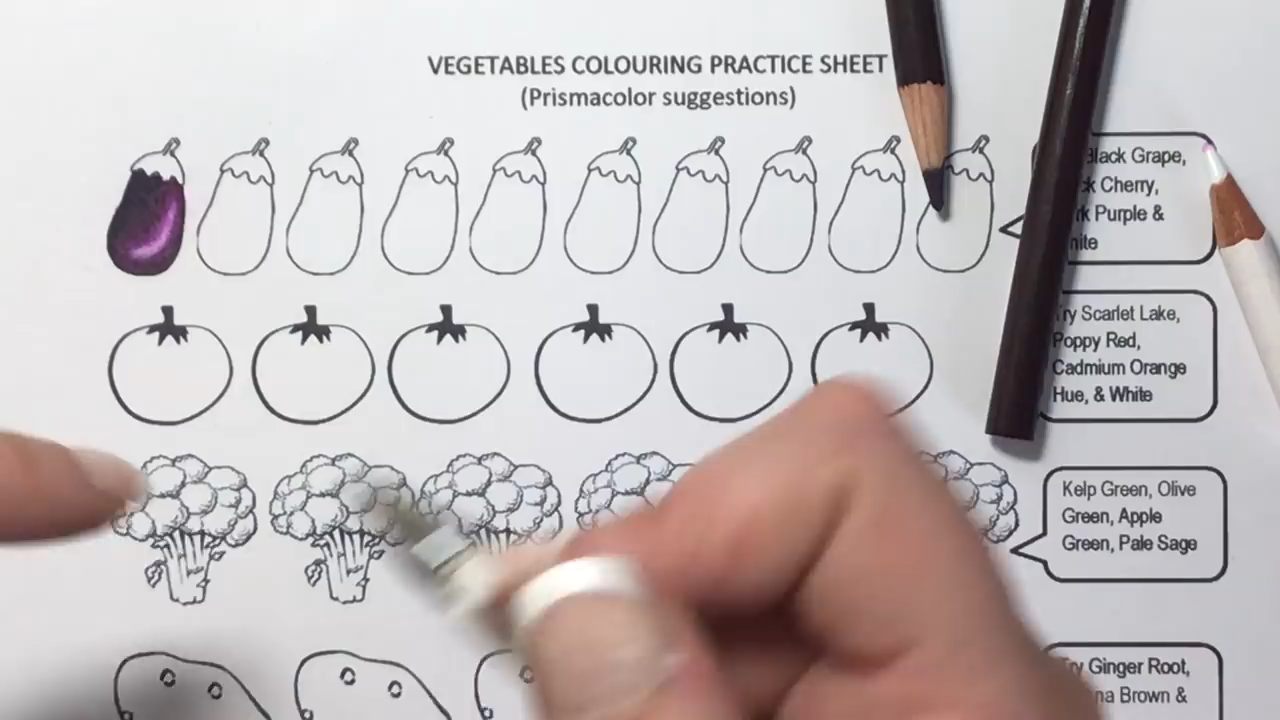 VEGETABLES COLOURING PRACTICE SHEET
(Prismacolor suggestions)
Black Grape,
Cherry,
Purple &
Scarlet Lake,
Poppy Red,
Cadmium Orange
Hue, & White
Kelp Green, Olive
Green, Apple
Green, Pale Sage
Ginger Root,
Brown &